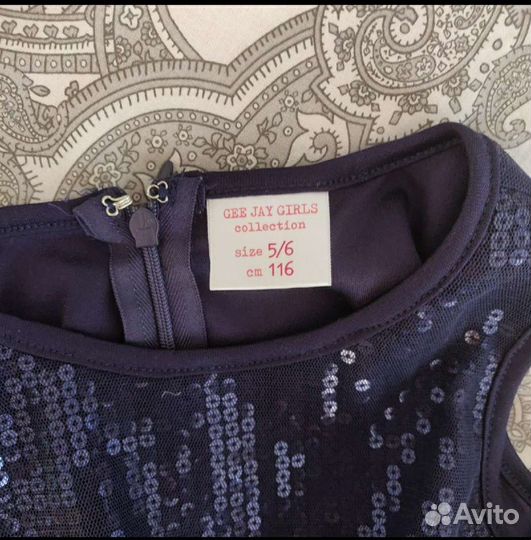 GEE JAY GIRLS
collection
size 5/6
cm 116
Avito